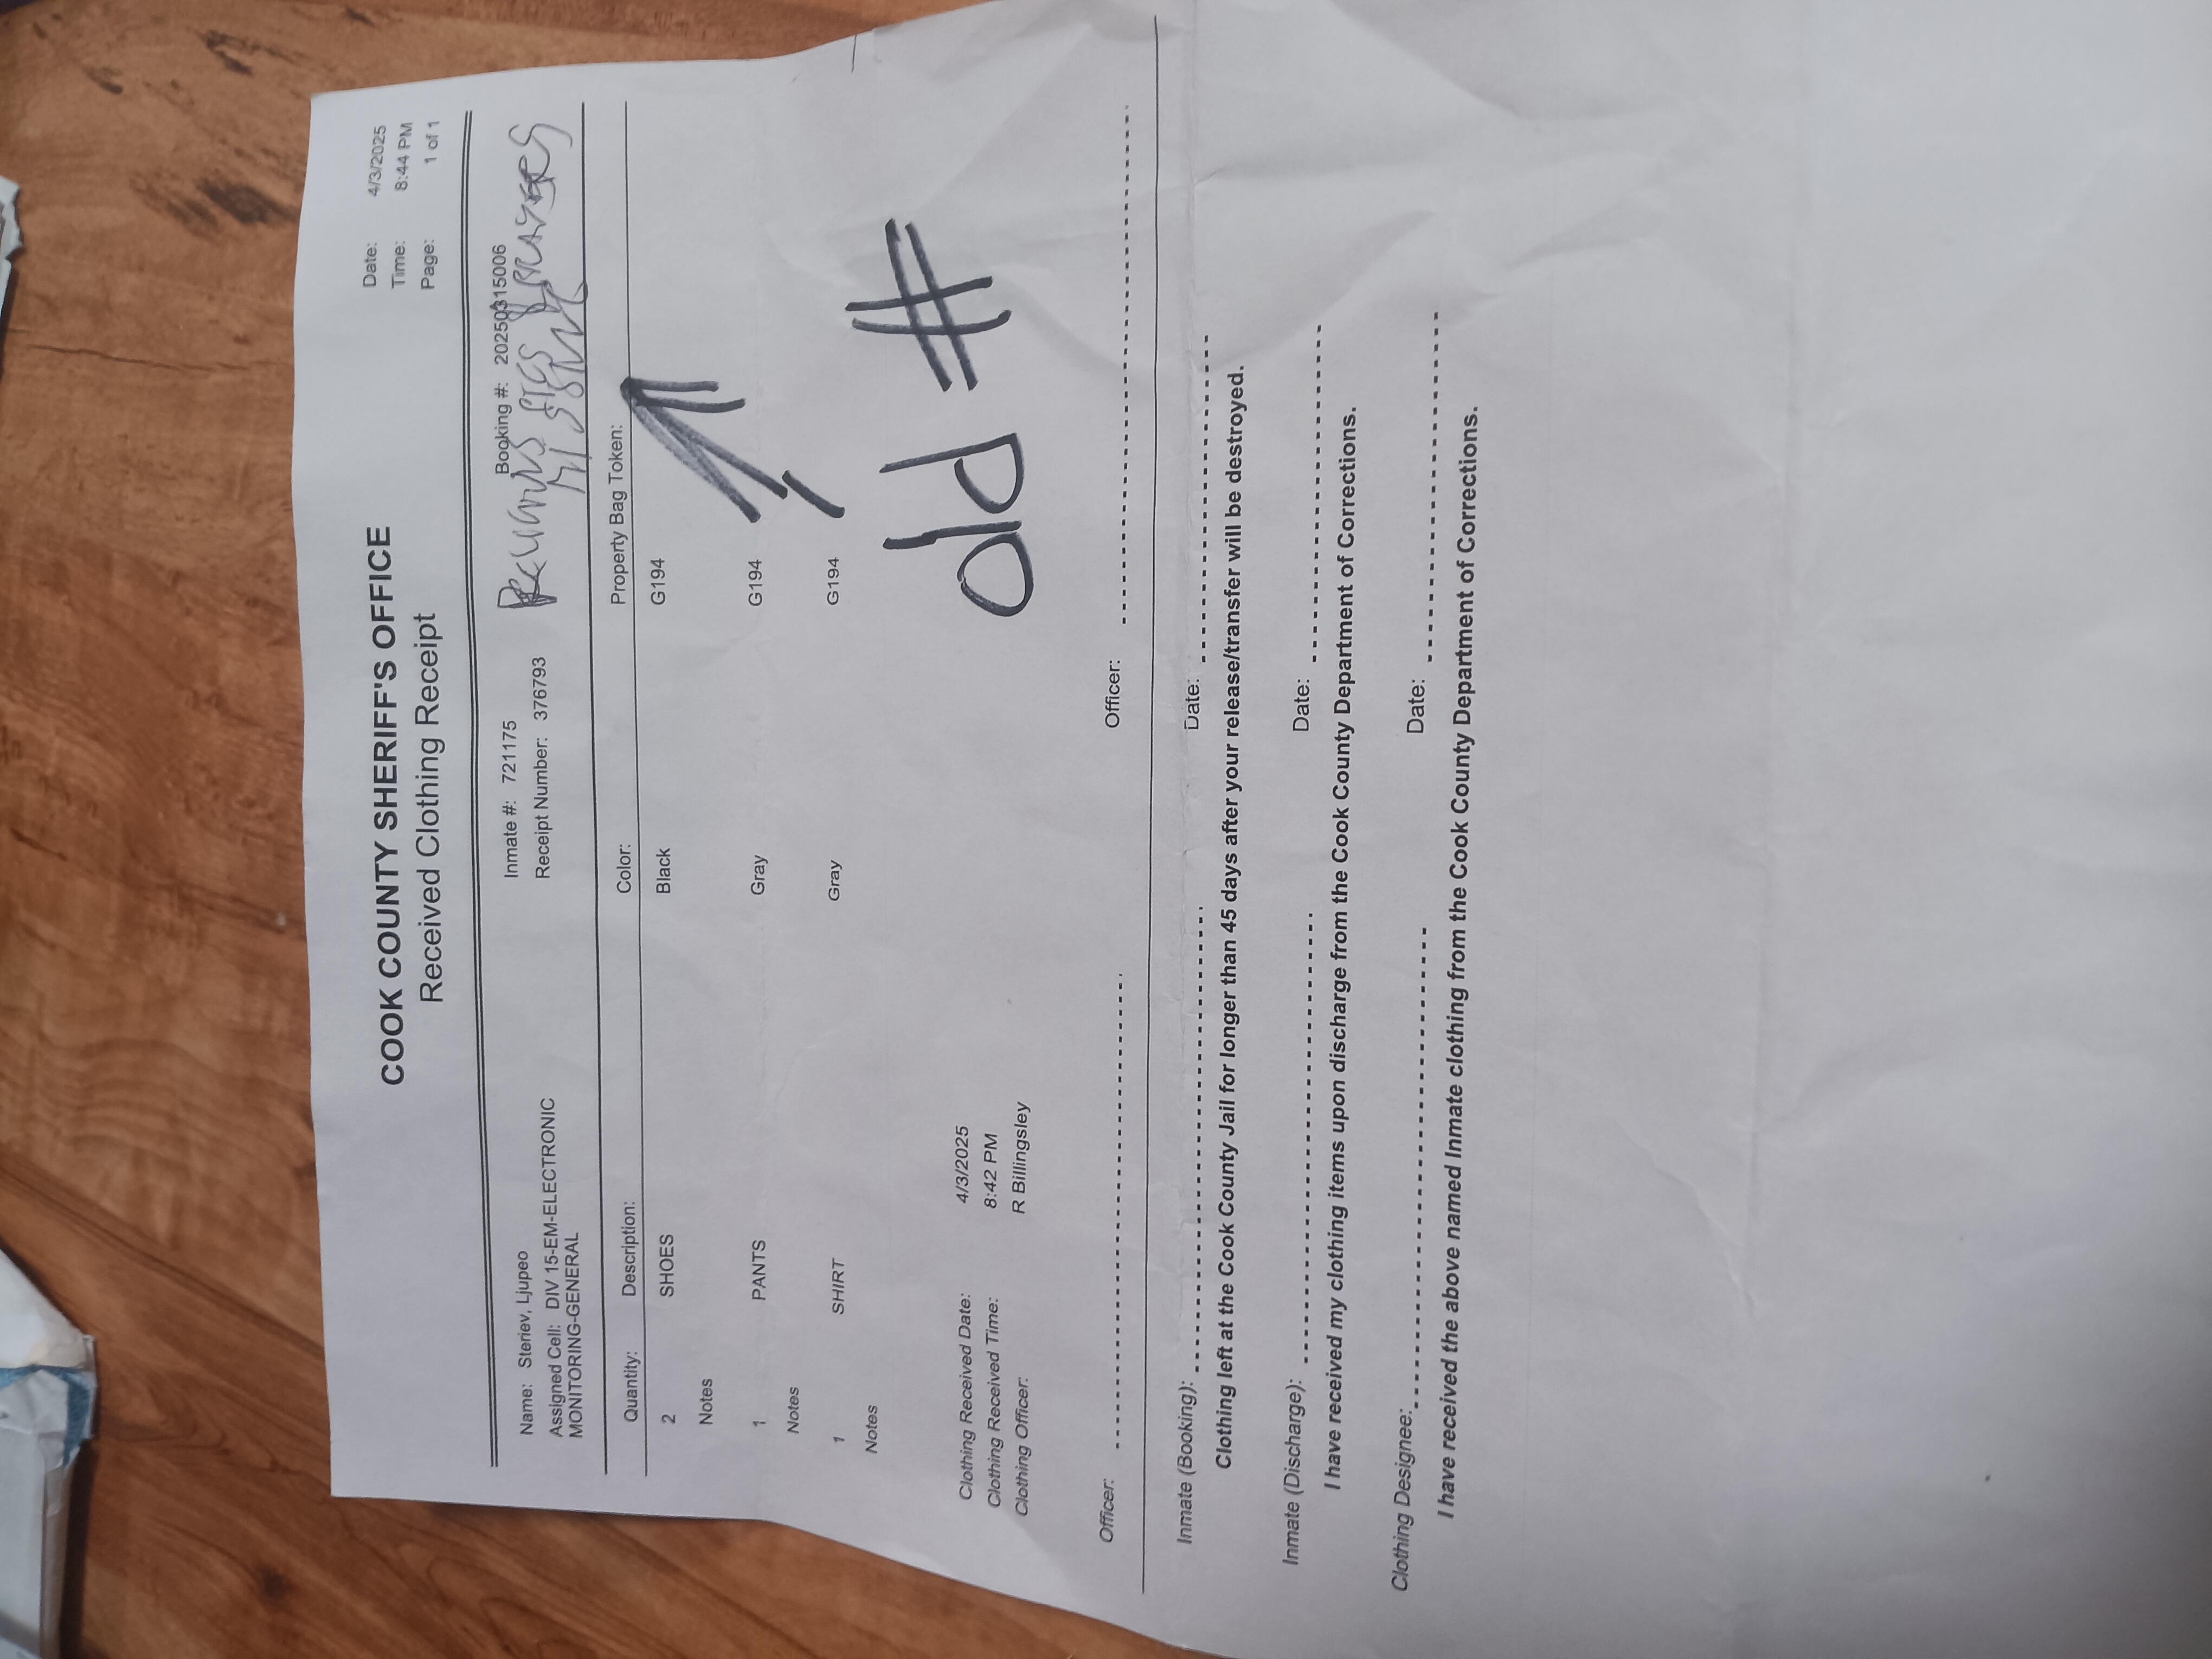 COOK COUNTY SHERIFF'S OFFICE
Received Clothing Receipt
Date: 4/3/2025
Time: 8:44 PM
Page: 1 of 1
Name: Steriev, Ljupeo
Assigned Cell: DIV 15-EM-ELECTRONIC
MONITORING-GENERAL
Inmate #: 721175
Receipt Number: 376793
Booking #: 20250315006
Quantity: Description: Color: Property Bag Token:
2 SHOES Black G194
Notes
1 PANTS Gray G194
Notes
1 SHIRT Gray G194
Notes
old #
Clothing Received Date: 4/3/2025
Clothing Received Time: 8:42 PM
Clothing Officer: R Billingsley
Officer: Officer:
Inmate (Booking): Date:
Clothing left at the Cook County Jail for longer than 45 days after your release/transfer will be destroyed.
Inmate (Discharge): Date:
I have received my clothing items upon discharge from the Cook County Department of Corrections.
Clothing Designee: Date:
I have received the above named Inmate clothing from the Cook County Department of Corrections.